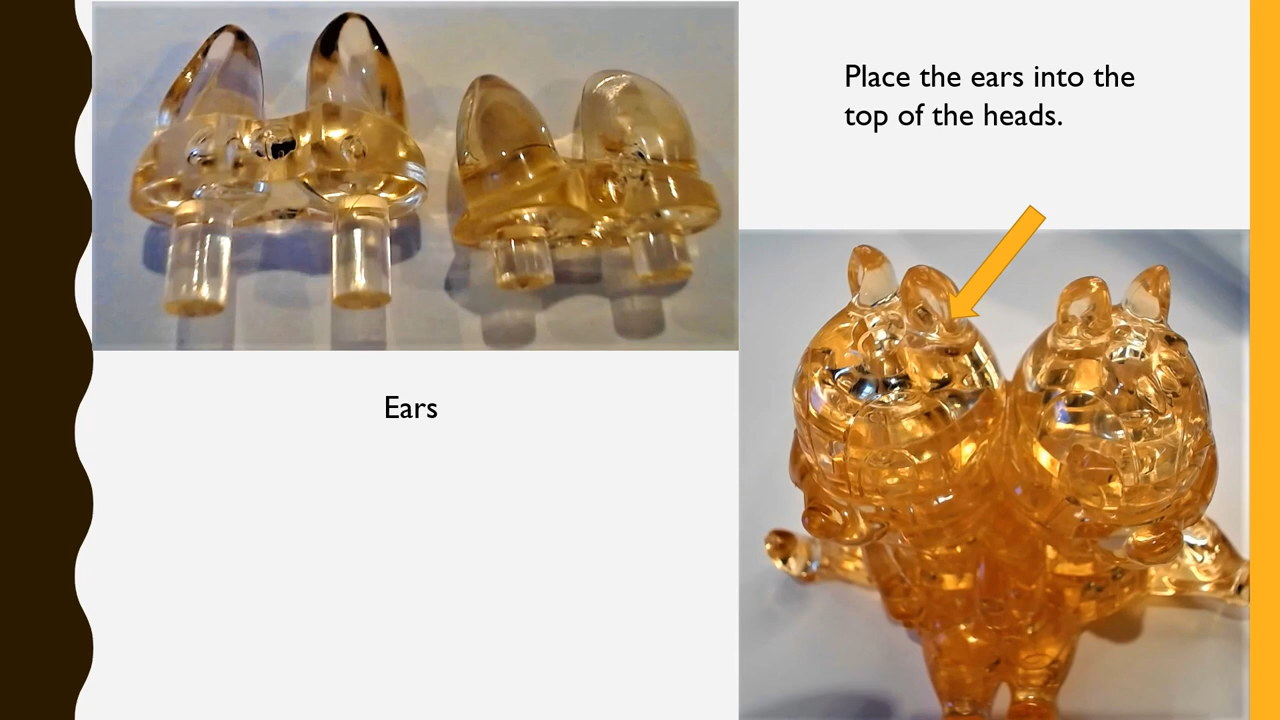 Place the ears into the
top of the heads.
Ears